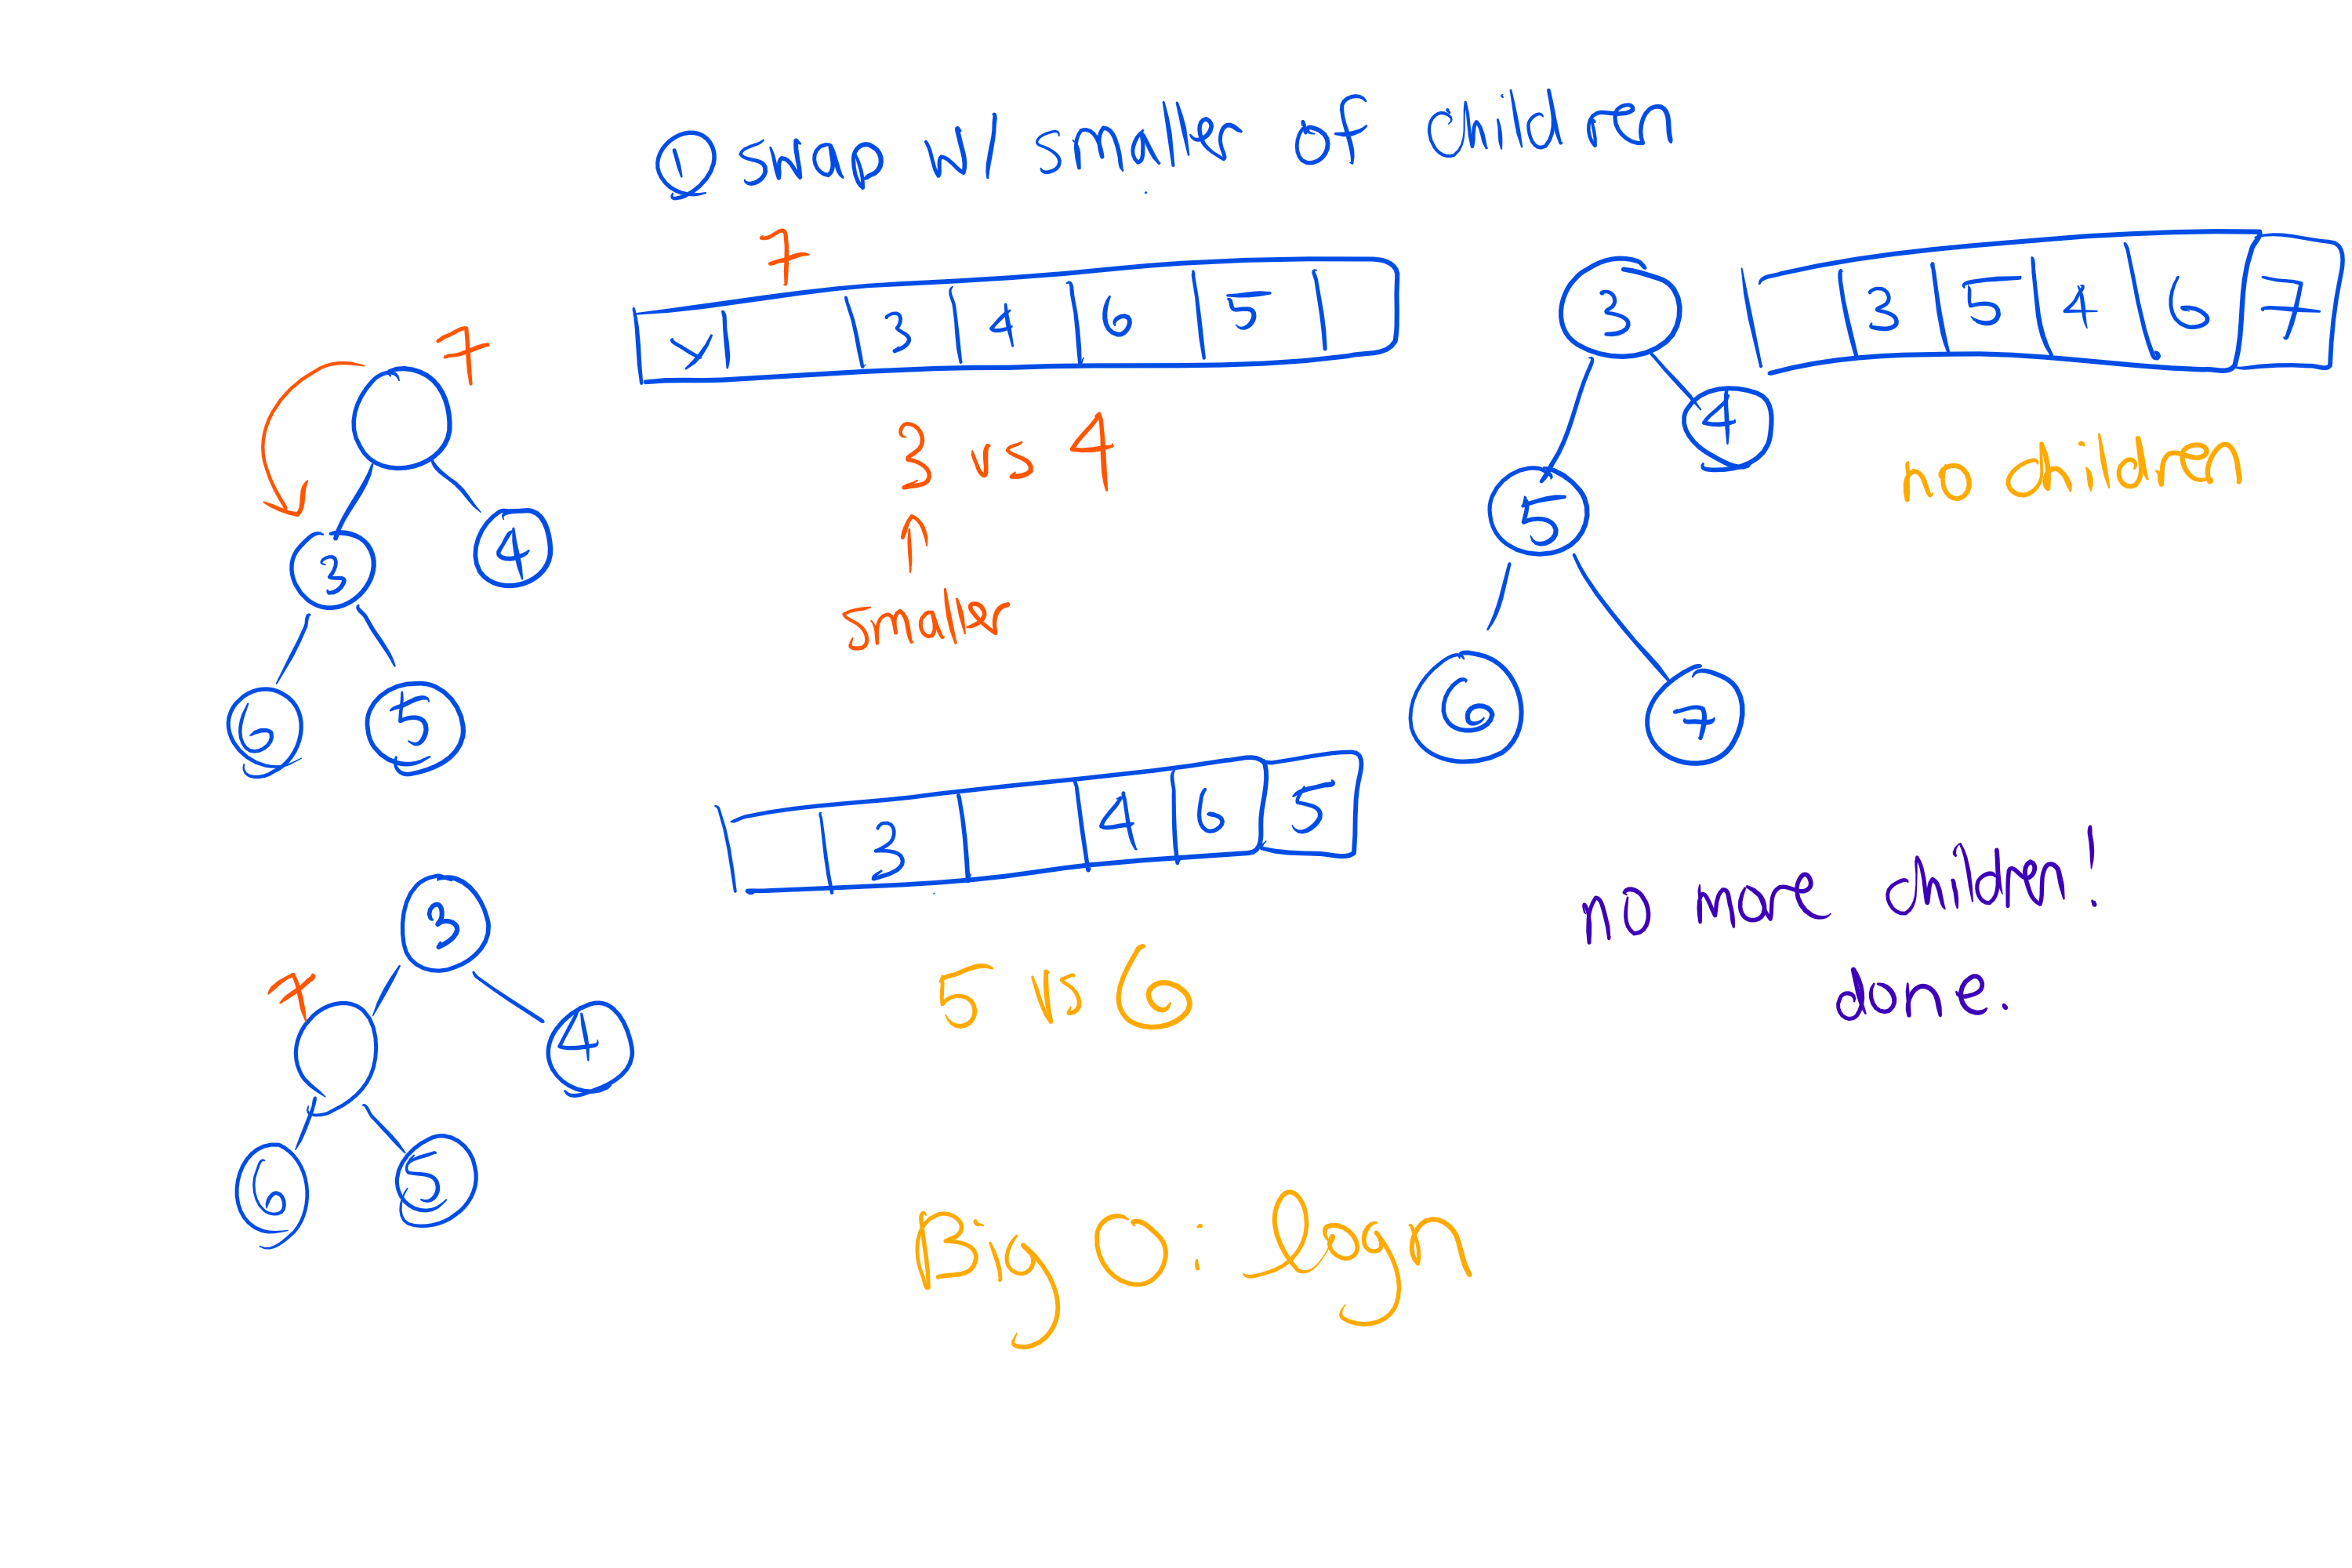 ① swap w/ smaller of children
7
x 3 4 6 5
3 5 4 6 7
7
3
4
3 vs 4
no children
3
4
5
smaller
6
5
6
7
3 4 6 5
3
no more children!
7
5 vs 6
done.
4
6
5
Big O: logn